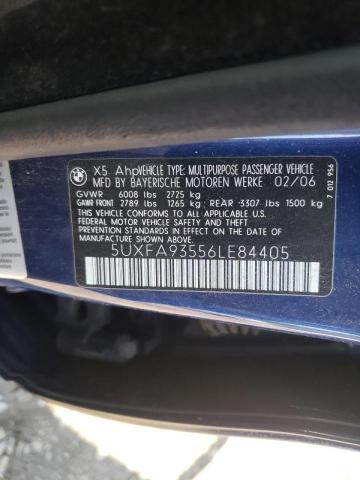 X5 AhpVEHICLE TYPE: MULTIPURPOSE PASSENGER VEHICLE
MFD BY BAYERISCHE MOTOREN WERKE 02/06
GVWR 6008 lbs 2725 kg
GAWR FRONT 2789 lbs 1265 kg; REAR -3307 lbs 1500 kg
THIS VEHICLE CONFORMS TO ALL APPLICABLE
FEDERAL MOTOR VEHICLE SAFETY, BUMPER, AND THEFT
PREVENTION STANDARDS IN EFFECT ON THE
DATE OF MANUFACTURE SHOWN ABOVE.
5UXFA93556LE84405
7 012 956